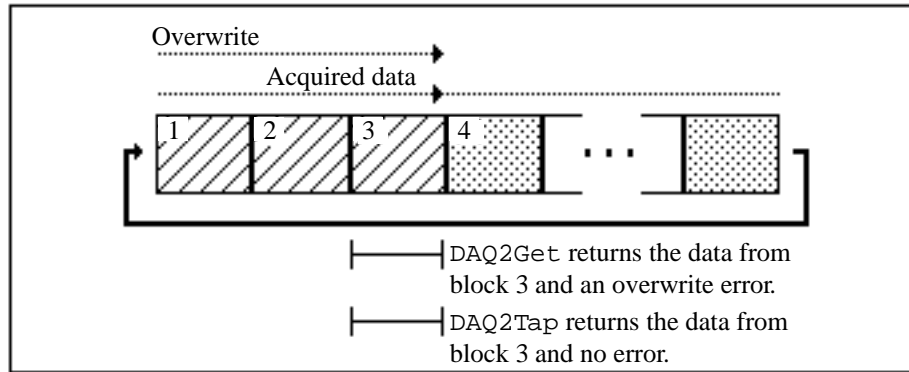 Overwrite
Acquired data
1 2 3 4
DAQ2Get returns the data from
block 3 and an overwrite error.
DAQ2Tap returns the data from
block 3 and no error.